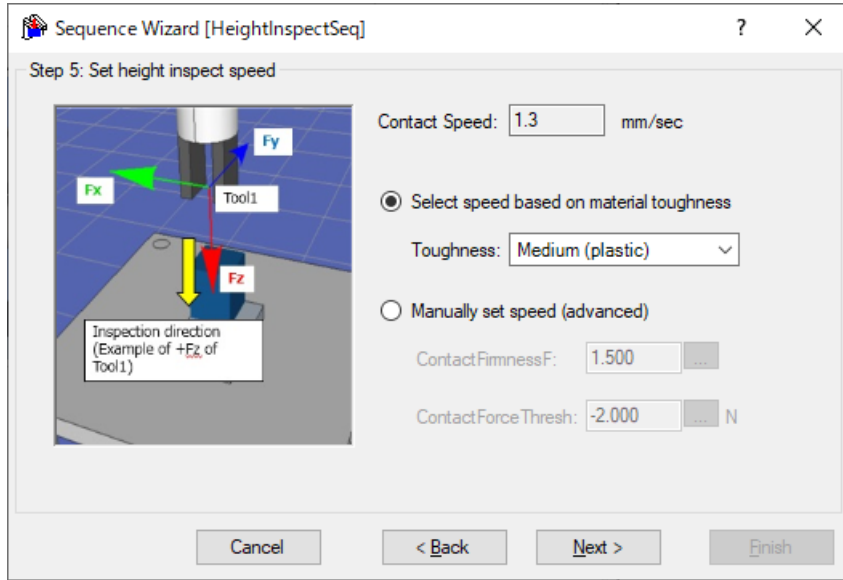 Sequence Wizard [HeightInspectSeq]
? X
Step 5: Set height inspect speed
Fy
Fx
Tool1
Fz
Inspection direction
(Example of +Fz of
Tool1)
Contact Speed: 1.3 mm/sec
Select speed based on material toughness
Toughness: Medium (plastic)
Manually set speed (advanced)
ContactFirmnessF: 1.500 ...
ContactForceThresh: -2.000 ... N
Cancel
< Back
Next >
Finish